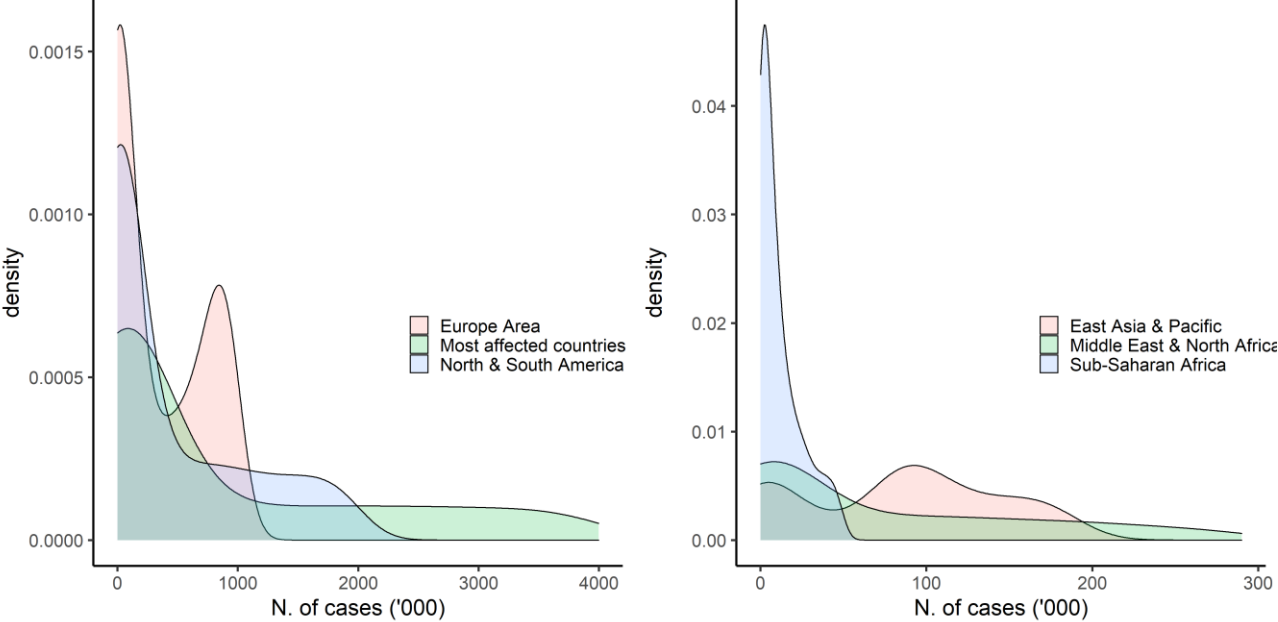 density
0.0015
0.0010
0.0005
0.0000
0
1000
2000
3000
4000
N. of cases ('000)
Europe Area
Most affected countries
North & South America
density
0.04
0.03
0.02
0.01
0.00
0
100
200
300
N. of cases ('000)
East Asia & Pacific
Middle East & North Africa
Sub-Saharan Africa